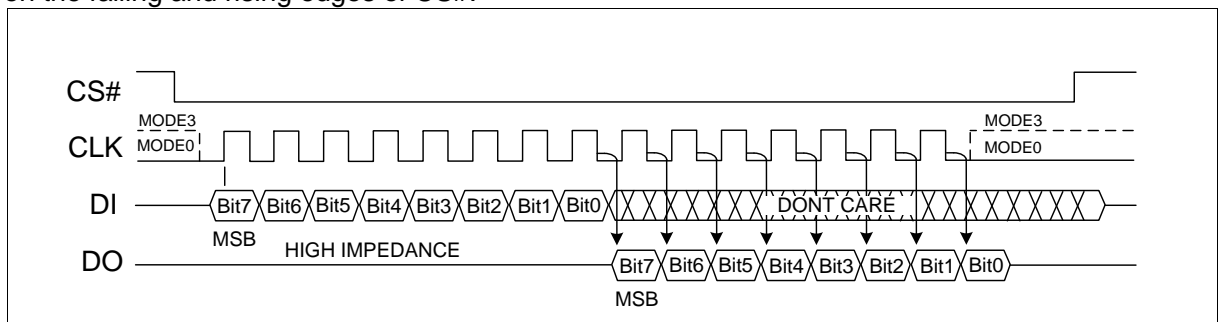 on the falling and rising edges of CS#.
CS#
MODE3
MODE3
CLK
MODE0
MODE0
DI
Bit7
Bit6
Bit5
Bit4
Bit3
Bit2
Bit1
Bit0
DONT CARE
MSB
HIGH IMPEDANCE
DO
Bit7
Bit6
Bit5
Bit4
Bit3
Bit2
Bit1
Bit0
MSB